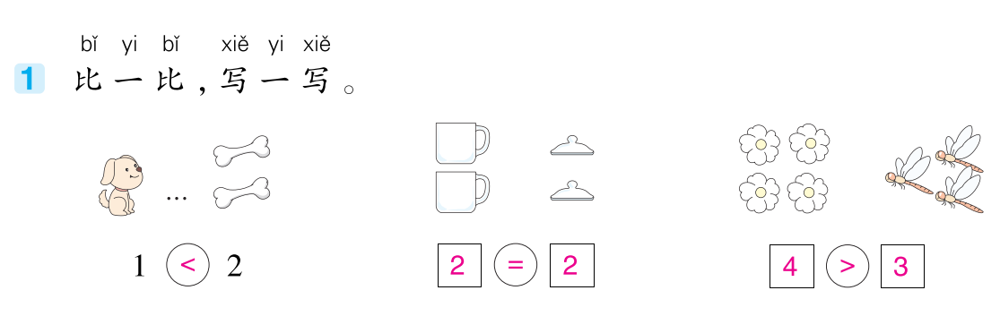 bǐ yi bǐ xiě yi xiě
1 比一比,写一写。
...
1 < 2 2 = 2 4 > 3